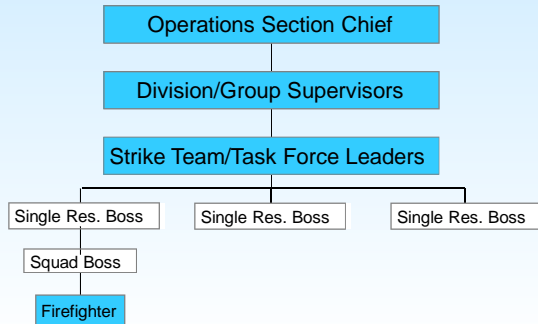 Operations Section Chief
Division/Group Supervisors
Strike Team/Task Force Leaders
Single Res. Boss
Single Res. Boss
Single Res. Boss
Squad Boss
Firefighter